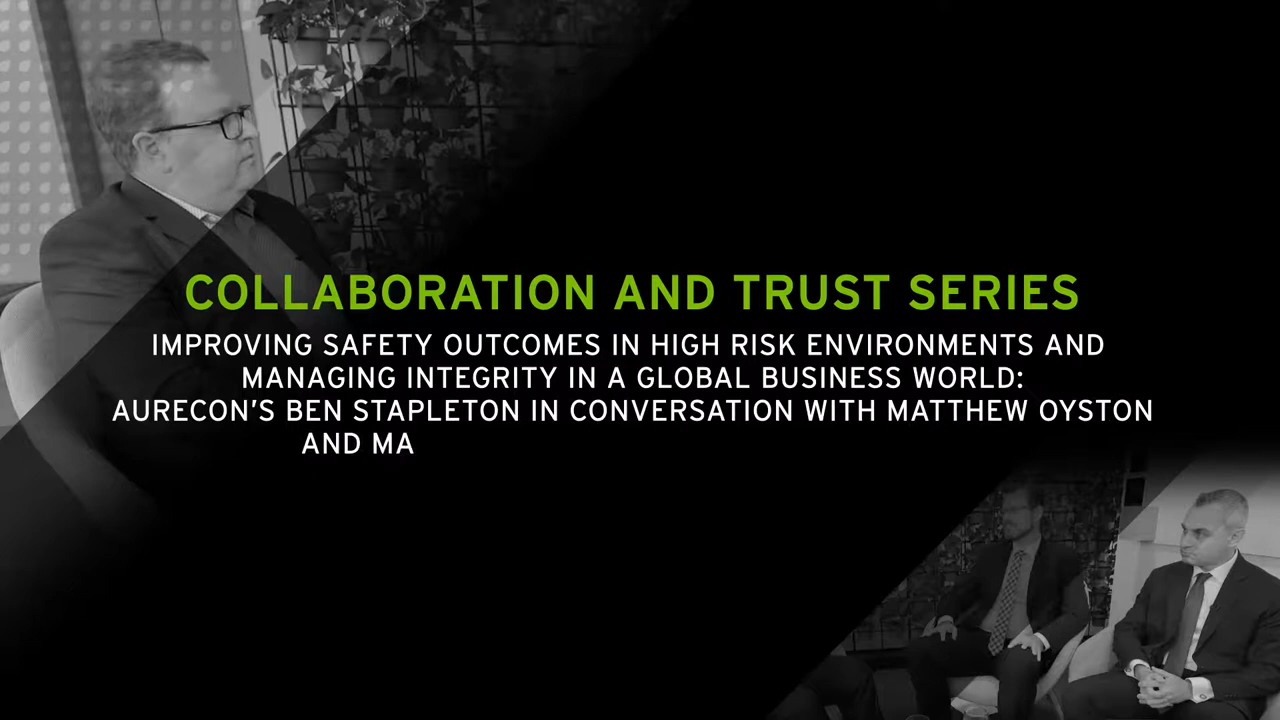 COLLABORATION AND TRUST SERIES
IMPROVING SAFETY OUTCOMES IN HIGH RISK ENVIRONMENTS AND
MANAGING INTEGRITY IN A GLOBAL BUSINESS WORLD:
AURECON’S BEN STAPLETON IN CONVERSATION WITH MATTHEW OYSTON
AND MA